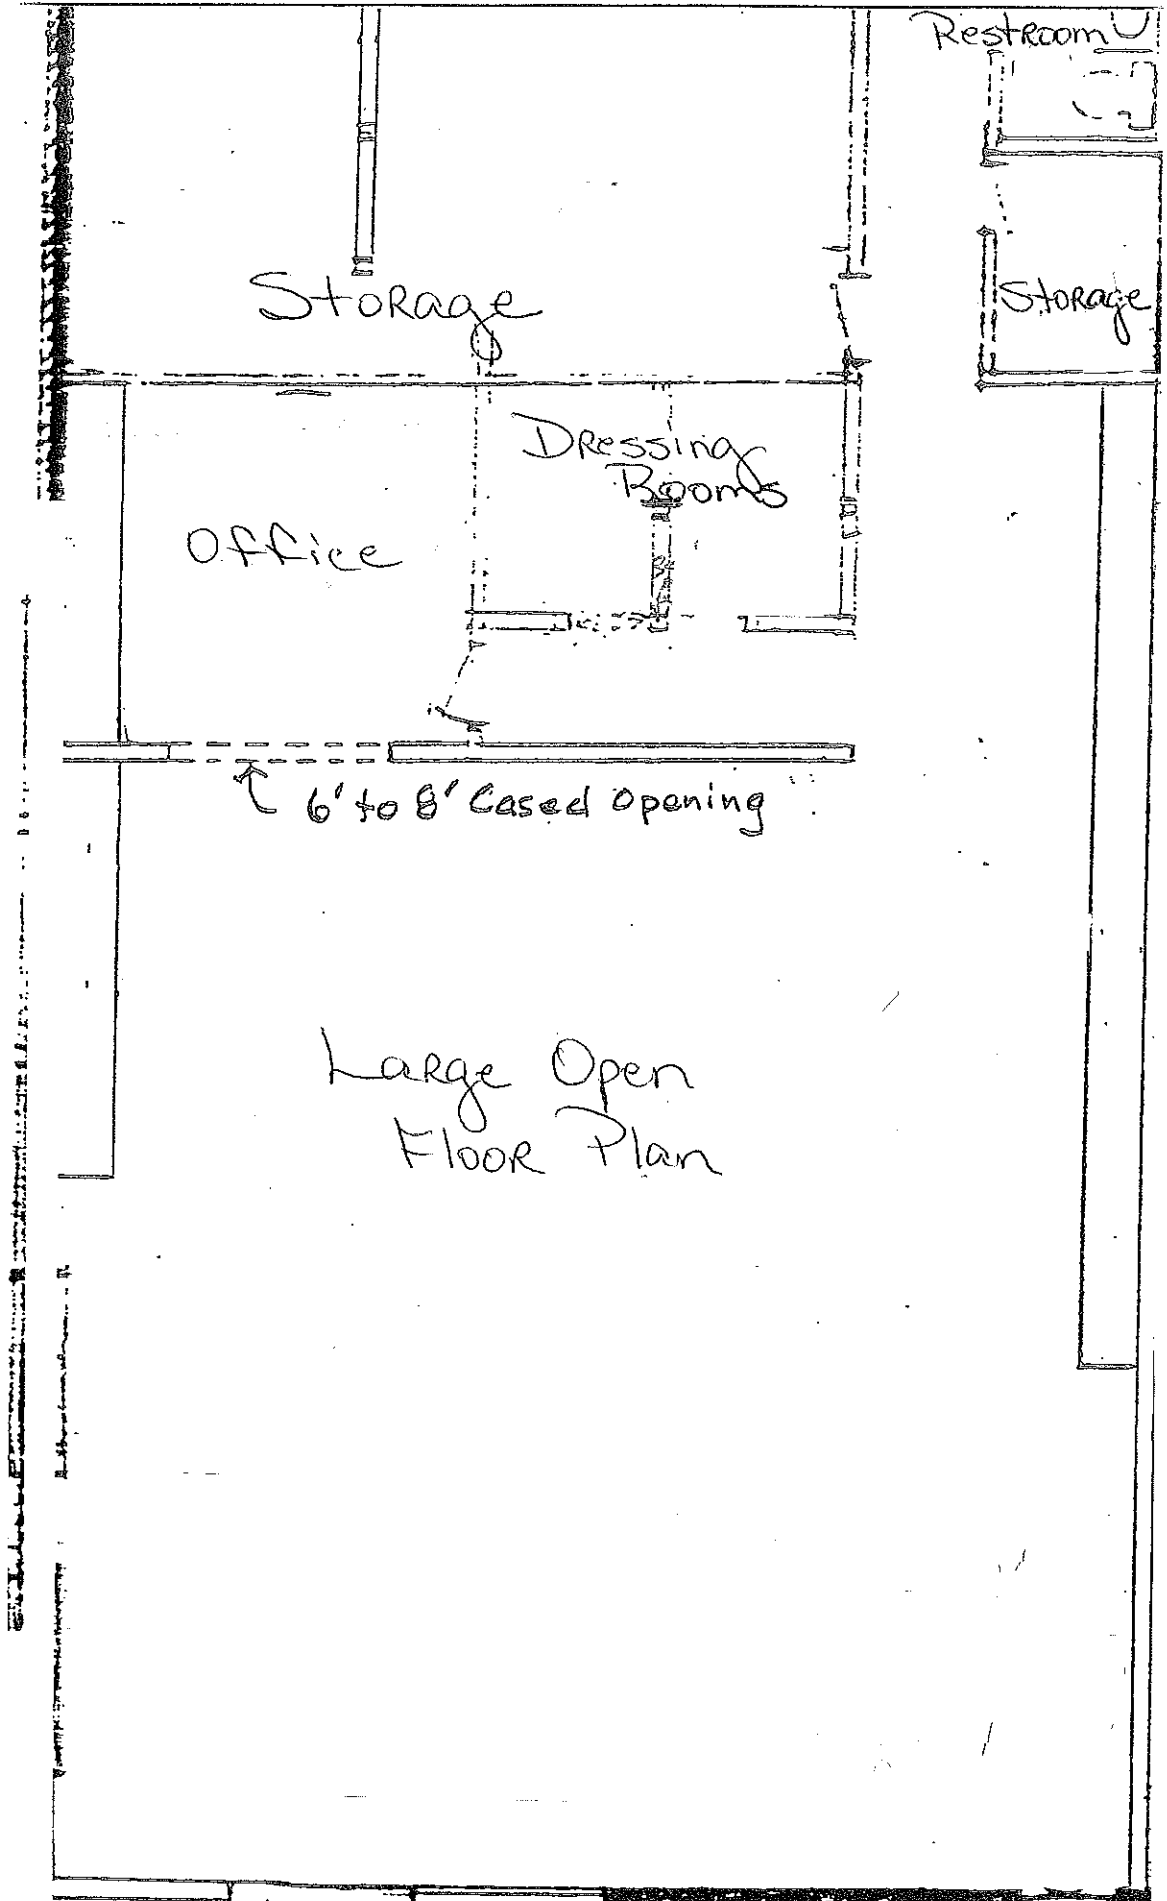 Restroom
Storage
Storage
Dressing
Rooms
Office
6' to 8' Cased Opening
Large Open
Floor Plan